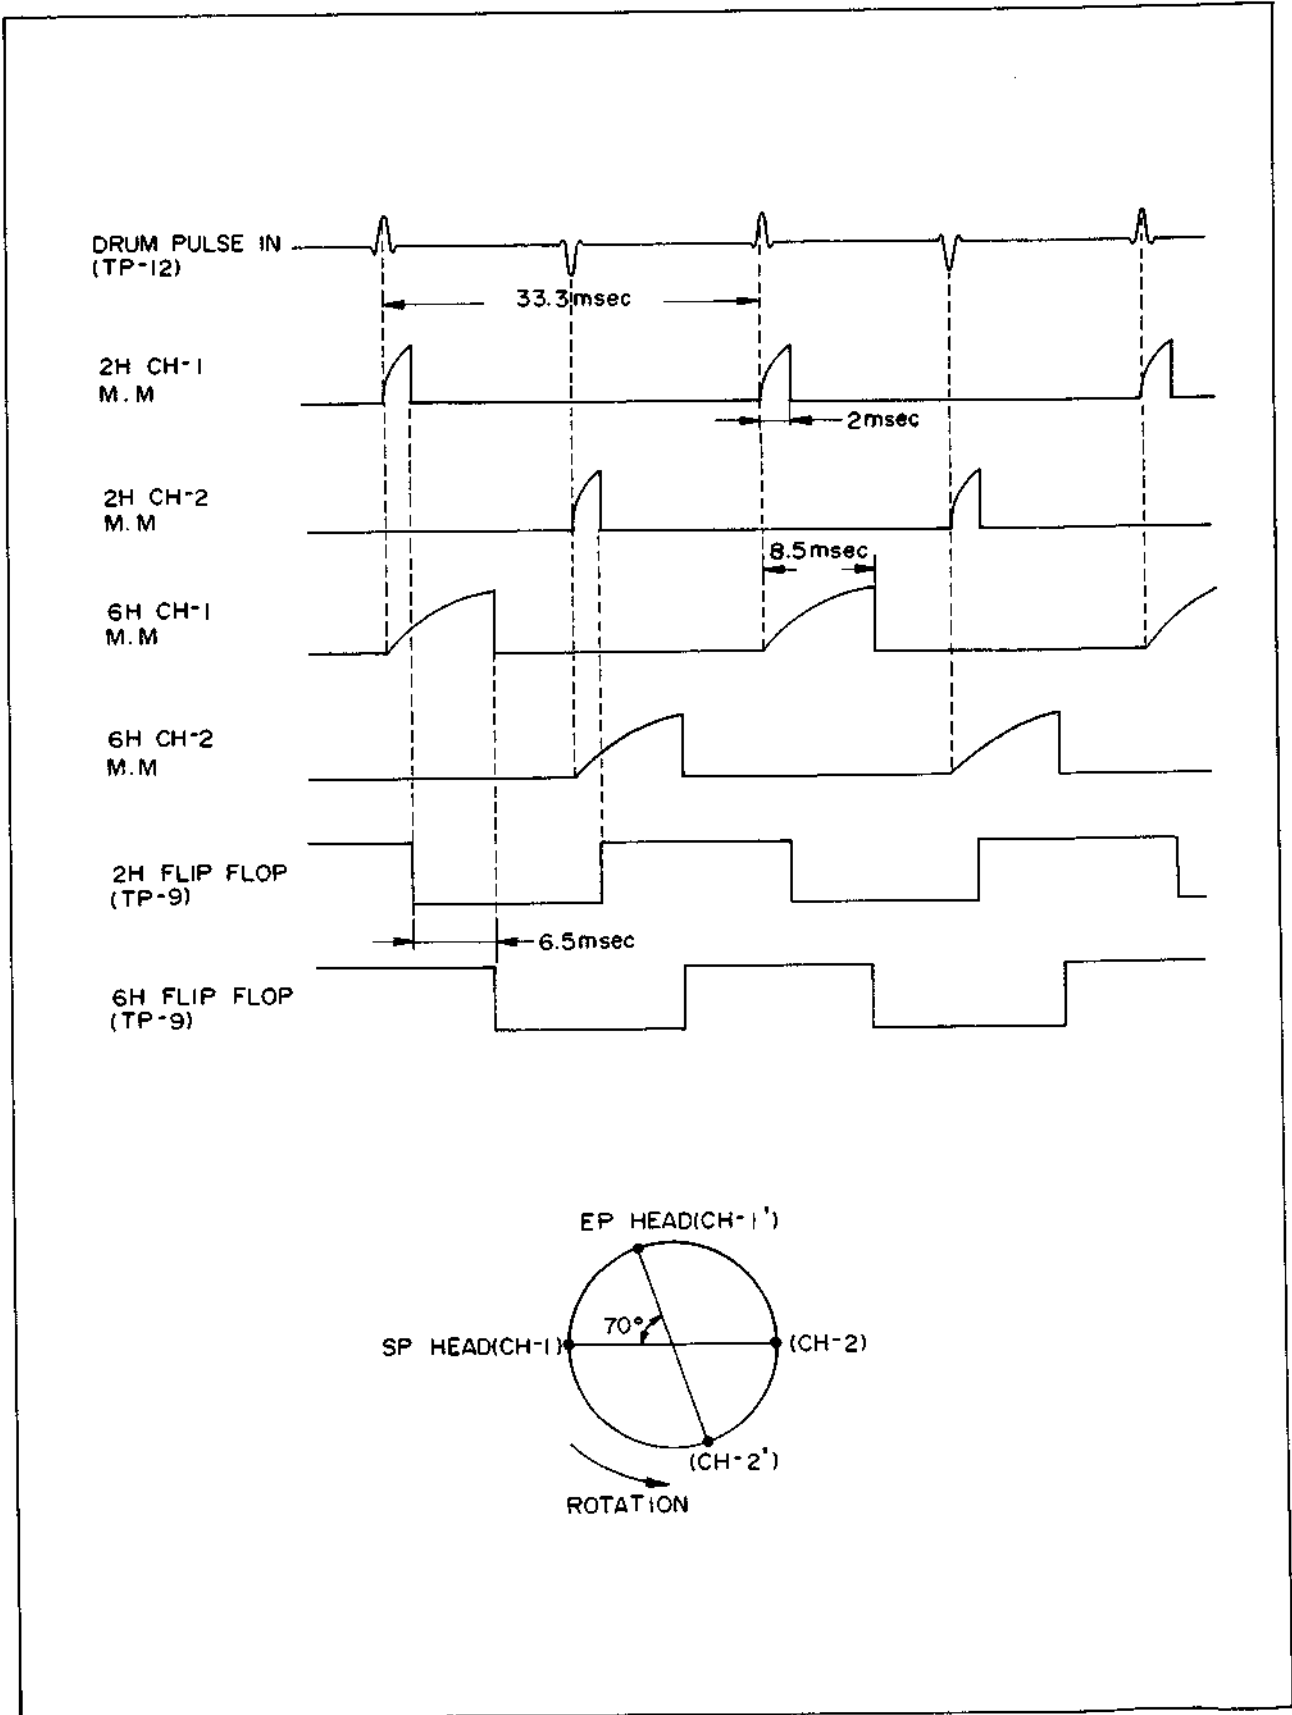 DRUM PULSE IN
(TP-12)
33.3msec
2H CH-1
M.M
2msec
2H CH-2
M.M
8.5msec
6H CH-1
M.M
6H CH-2
M.M
2H FLIP FLOP
(TP-9)
6.5msec
6H FLIP FLOP
(TP-9)
EP HEAD(CH-1')
70°
SP HEAD(CH-1)
(CH-2)
(CH-2')
ROTATION